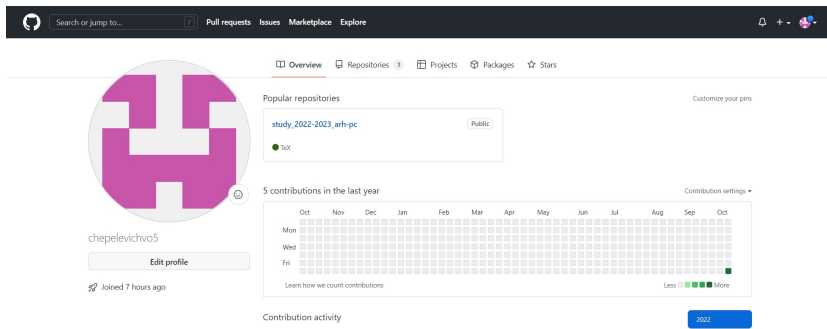 Search or jump to... / Pull requests Issues Marketplace Explore
Overview Repositories 1 Projects Packages Stars
Popular repositories Customize your pins
study_2022-2023_arh-pc Public
TeX
5 contributions in the last year Contribution settings
Oct Nov Dec Jan Feb Mar Apr May Jun Jul Aug Sep Oct
Mon
Wed
Fri
Learn how we count contributions Less More
chepelevichvo5
Edit profile
Joined 7 hours ago
Contribution activity 2022